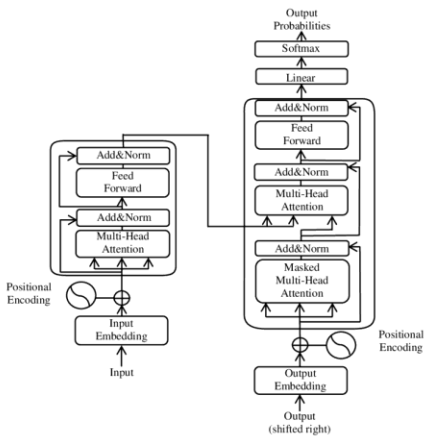 Output
Probabilities
Softmax
Linear
Add&Norm
Feed
Forward
Add&Norm
Multi-Head
Attention
Add&Norm
Masked
Multi-Head
Attention
Positional
Encoding
Output
Embedding
Output
(shifted right)
Add&Norm
Feed
Forward
Add&Norm
Multi-Head
Attention
Positional
Encoding
Input
Embedding
Input